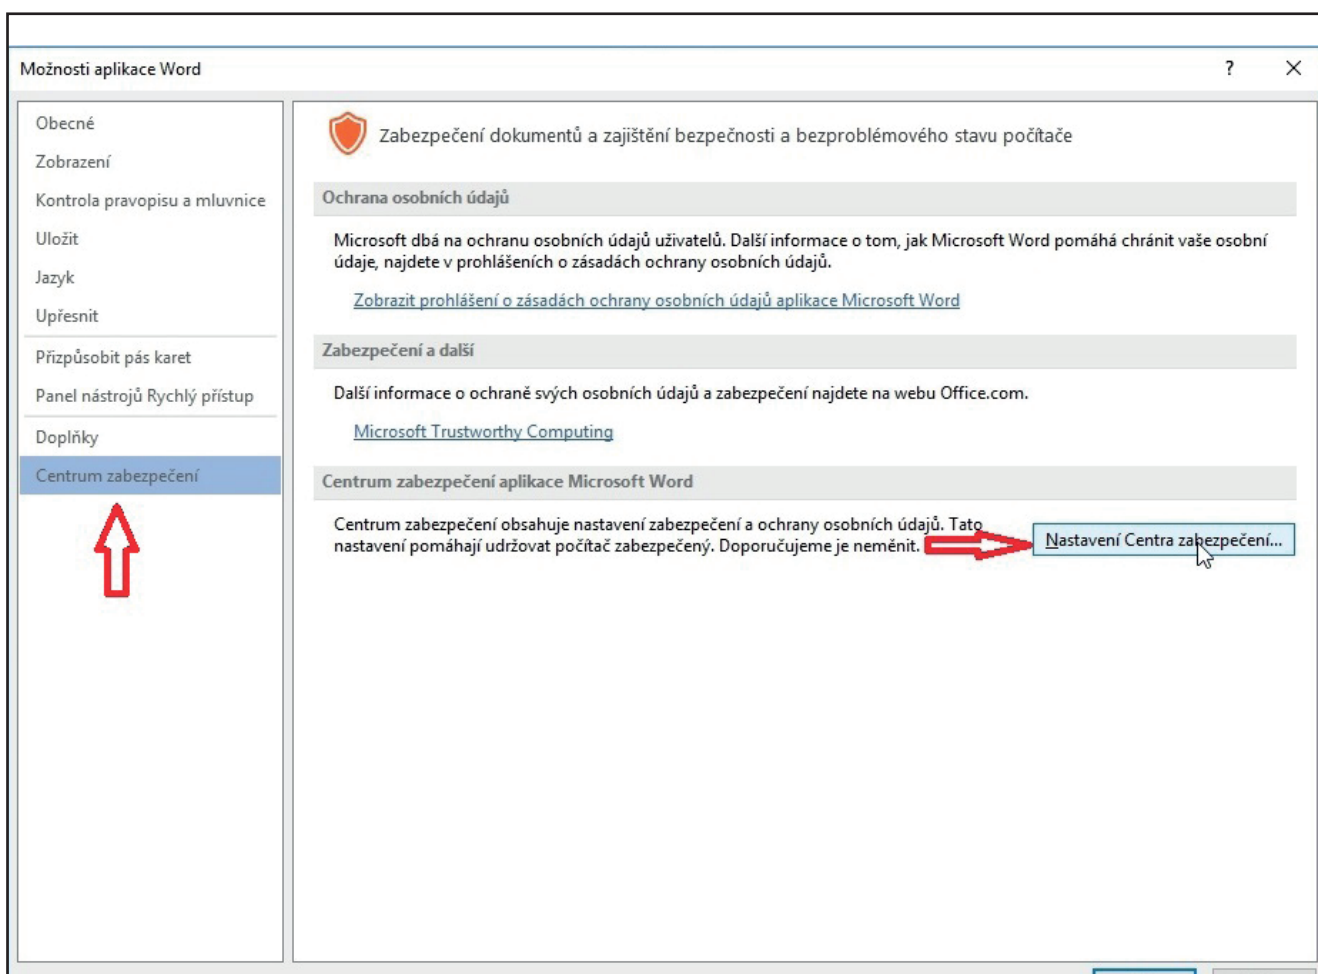 Možnosti aplikace Word
?
Obecné
Zobrazení
Kontrola pravopisu a mluvnice
Uložit
Jazyk
Upřesnit
Přizpůsobit pás karet
Panel nástrojů Rychlý přístup
Doplňky
Centrum zabezpečení
Zabezpečení dokumentů a zajištění bezpečnosti a bezproblémového stavu počítače
Ochrana osobních údajů
Microsoft dbá na ochranu osobních údajů uživatelů. Další informace o tom, jak Microsoft Word pomáhá chránit vaše osobní
údaje, najdete v prohlášeních o zásadách ochrany osobních údajů.
Zobrazit prohlášení o zásadách ochrany osobních údajů aplikace Microsoft Word
Zabezpečení a další
Další informace o ochraně svých osobních údajů a zabezpečení najdete na webu Office.com.
Microsoft Trustworthy Computing
Centrum zabezpečení aplikace Microsoft Word
Centrum zabezpečení obsahuje nastavení zabezpečení a ochrany osobních údajů. Tato
nastavení pomáhají udržovat počítač zabezpečený. Doporučujeme je neměnit.
Nastavení Centra zabezpečení...